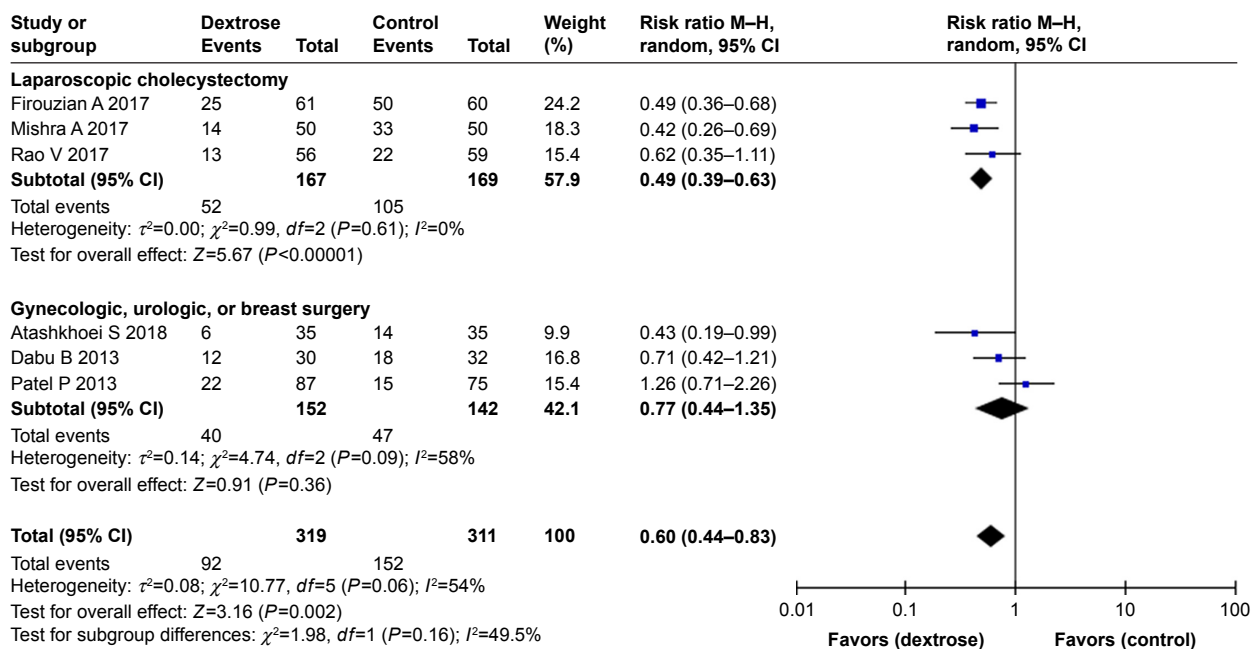 Study or Dextrose Control Weight Risk ratio M–H, Risk ratio M–H,
subgroup Events Total Events Total (%) random, 95% CI random, 95% CI
Laparoscopic cholecystectomy
Firouzian A 2017 25 61 50 60 24.2 0.49 (0.36–0.68)
Mishra A 2017 14 50 33 50 18.3 0.42 (0.26–0.69)
Rao V 2017 13 56 22 59 15.4 0.62 (0.35–1.11)
Subtotal (95% CI) 167 169 57.9 0.49 (0.39–0.63)
Total events 52 105
Heterogeneity: τ²=0.00; χ²=0.99, df=2 (P=0.61); I²=0%
Test for overall effect: Z=5.67 (P<0.00001)
Gynecologic, urologic, or breast surgery
Atashkhoei S 2018 6 35 14 35 9.9 0.43 (0.19–0.99)
Dabu B 2013 12 30 18 32 16.8 0.71 (0.42–1.21)
Patel P 2013 22 87 15 75 15.4 1.26 (0.71–2.26)
Subtotal (95% CI) 152 142 42.1 0.77 (0.44–1.35)
Total events 40 47
Heterogeneity: τ²=0.14; χ²=4.74, df=2 (P=0.09); I²=58%
Test for overall effect: Z=0.91 (P=0.36)
Total (95% CI) 319 311 100 0.60 (0.44–0.83)
Total events 92 152
Heterogeneity: τ²=0.08; χ²=10.77, df=5 (P=0.06); I²=54%
Test for overall effect: Z=3.16 (P=0.002)
Test for subgroup differences: χ²=1.98, df=1 (P=0.16); I²=49.5%
0.01 0.1 1 10 100
Favors (dextrose) Favors (control)